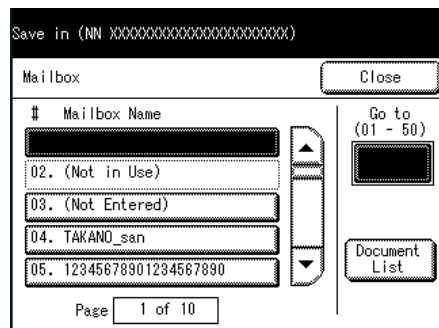 Save in (NN XXXXXXXXXXXXXXXXXXXXXXX)
Mailbox
Close
# Mailbox Name
Go to
(01 - 50)
02. (Not in Use)
03. (Not Entered)
04. TAKANO_san
05. 12345678901234567890
Document
List
Page 1 of 10